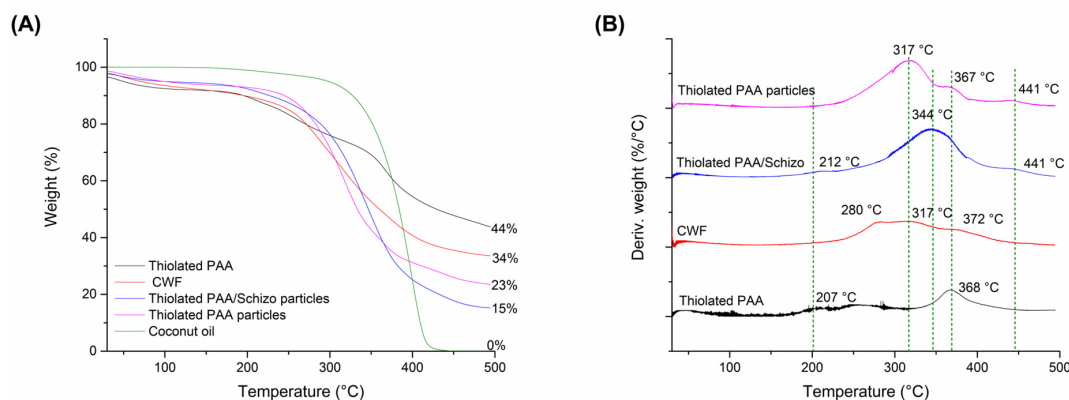 (A)
100
80
60
40
20
0
Weight (%)
44%
34%
23%
15%
0%
Thiolated PAA
CWF
Thiolated PAA/Schizo particles
Thiolated PAA particles
Coconut oil
100
200
300
400
500
Temperature (°C)
(B)
Deriv. weight (%/°C)
317 °C
Thiolated PAA particles
367 °C
441 °C
344 °C
Thiolated PAA/Schizo
212 °C
441 °C
280 °C
317 °C
372 °C
CWF
Thiolated PAA
207 °C
368 °C
100
200
300
400
500
Temperature (°C)